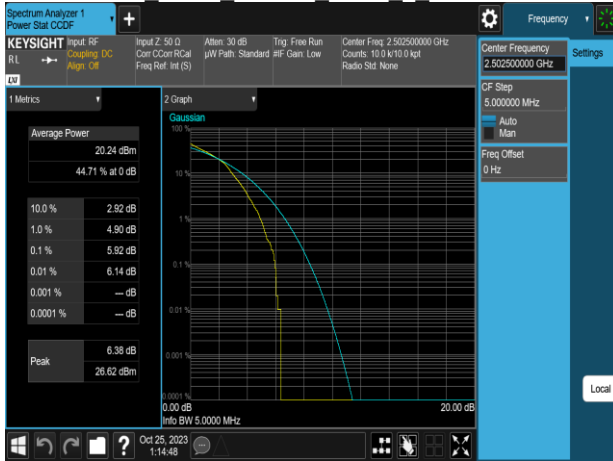 Spectrum Analyzer 1
Power Stat CCDF
+
Frequency
KEYSIGHT
RL
LXI
Input: RF
Coupling: DC
Align: Off
Input Z: 50 Ω
Corr CCorr RCal
Freq Ref: Int (S)
Atten: 30 dB
µW Path: Standard
Trig: Free Run
#IF Gain: Low
Center Freq: 2.502500000 GHz
Counts: 10.0 k/10.0 kpt
Radio Std: None
Center Frequency
2.502500000 GHz
Settings
CF Step
5.000000 MHz
Auto
Man
Freq Offset
0 Hz
Local
1 Metrics
Average Power
20.24 dBm
44.71 % at 0 dB
10.0 % 2.92 dB
1.0 % 4.90 dB
0.1 % 5.92 dB
0.01 % 6.14 dB
0.001 % --- dB
0.0001 % --- dB
Peak
6.38 dB
26.62 dBm
2 Graph
Gaussian
100 %
10 %
1 %
0.1 %
0.01 %
0.001 %
0.0001 %
0.00 dB 20.00 dB
Info BW 5.0000 MHz
?
Oct 25, 2023
1:14:48